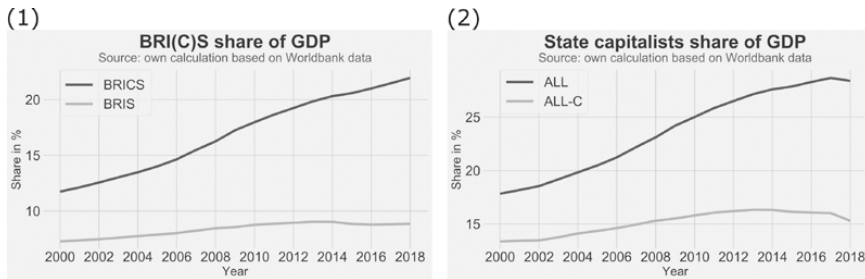 (1)
BRI(C)S share of GDP
Source: own calculation based on Worldbank data
BRICS
BRIS
20
15
10
Share in %
2000 2002 2004 2006 2008 2010 2012 2014 2016 2018
Year
(2)
State capitalists share of GDP
Source: own calculation based on Worldbank data
ALL
ALL-C
25
20
15
Share in %
2000 2002 2004 2006 2008 2010 2012 2014 2016 2018
Year